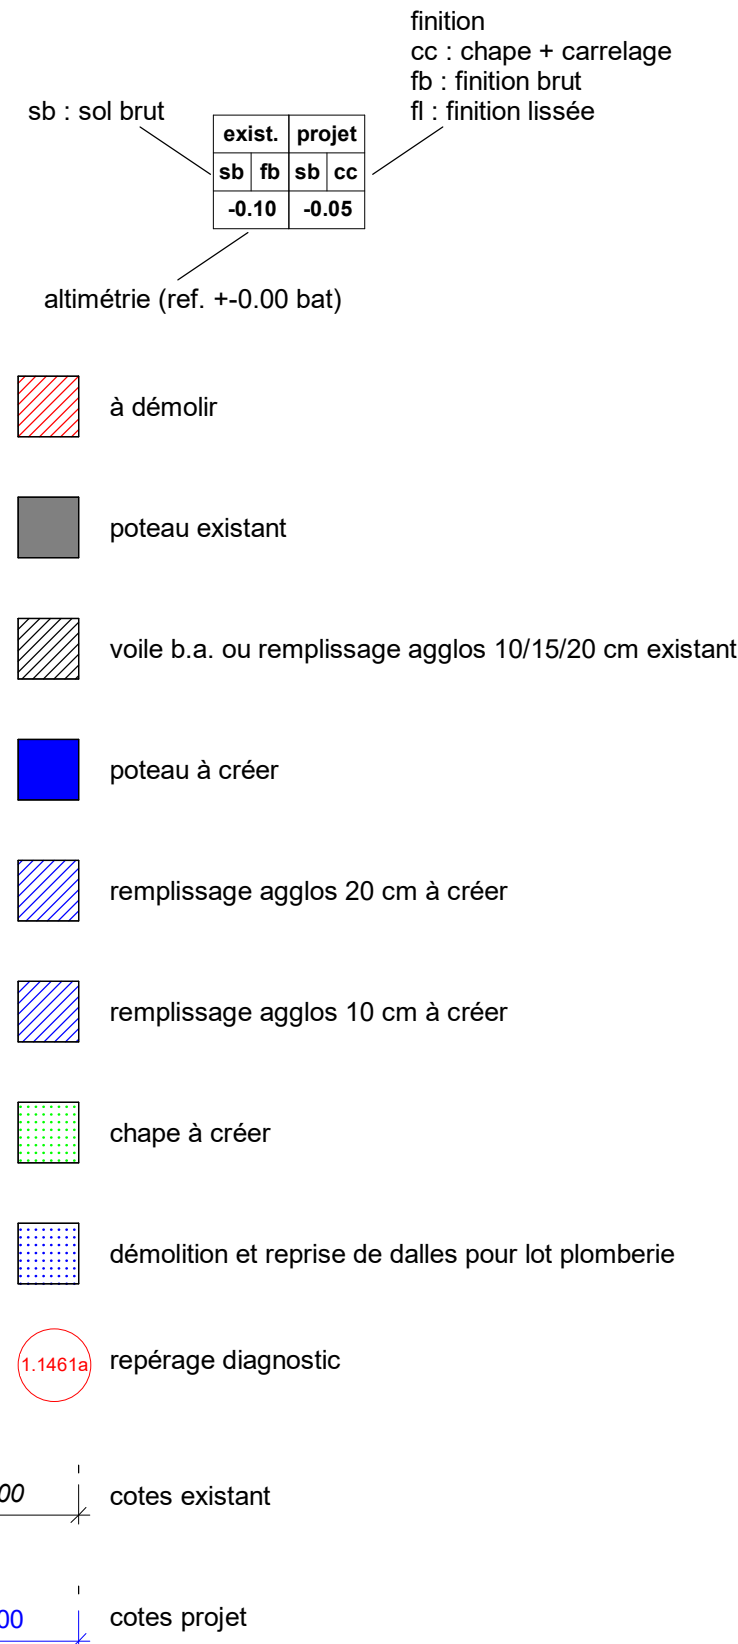 finition
cc : chape + carrelage
fb : finition brut
fl : finition lissée
sb : sol brut
exist. projet
sb fb sb cc
-0.10 -0.05
altimétrie (ref. +-0.00 bat)
à démolir
poteau existant
voile b.a. ou remplissage agglos 10/15/20 cm existant
poteau à créer
remplissage agglos 20 cm à créer
remplissage agglos 10 cm à créer
chape à créer
démolition et reprise de dalles pour lot plomberie
1.1461a repérage diagnostic
00 cotes existant
00 cotes projet